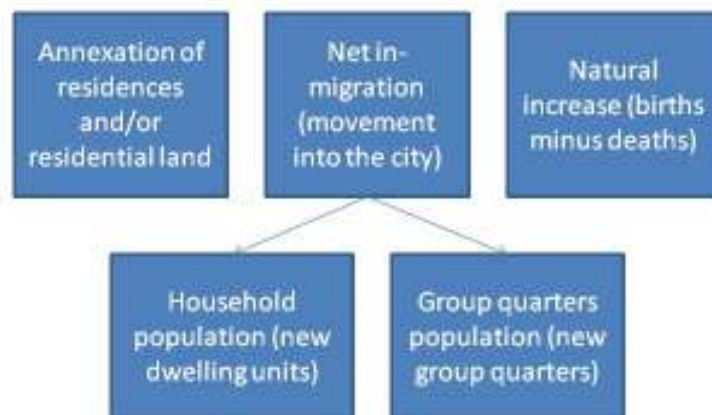 Annexation of
residences
and/or
residential land
Net in-
migration
(movement
into the city)
Natural
increase (births
minus deaths)
Household
population (new
dwelling units)
Group quarters
population (new
group quarters)